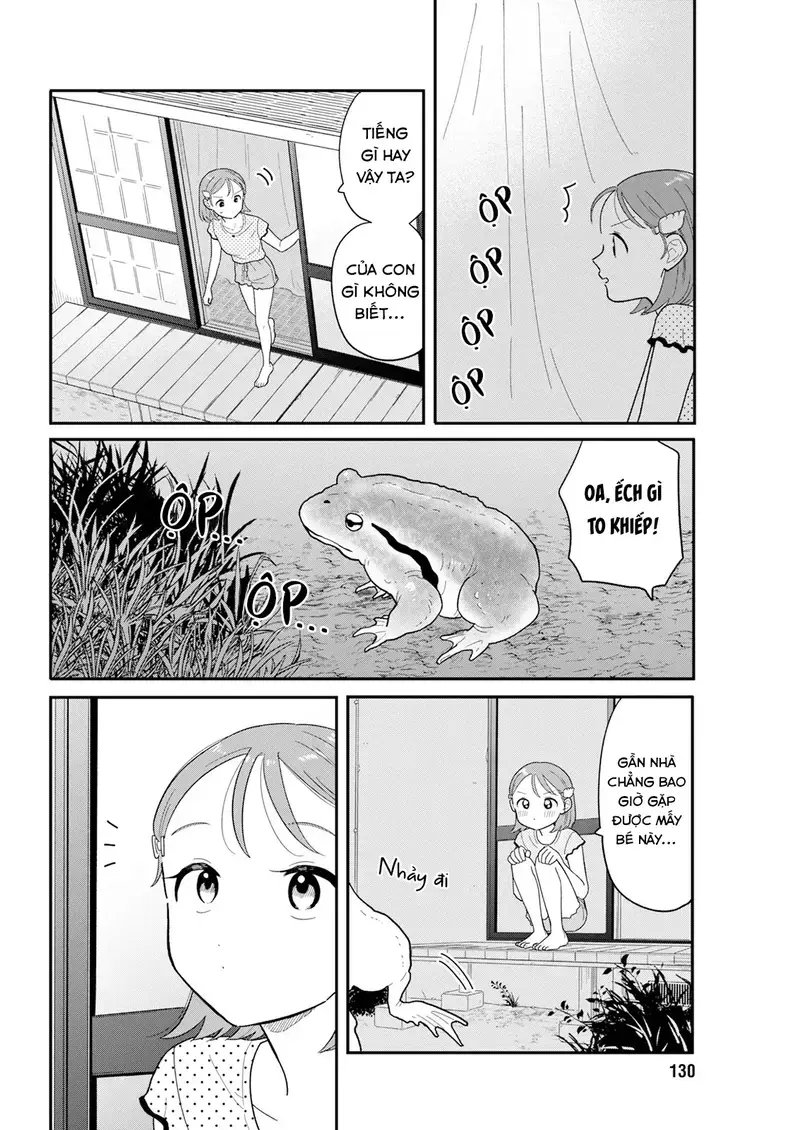 ỘP
ỘP
ỘP
ỘP
TIẾNG
GÌ HAY
VẬY TA?
CỦA CON
GÌ KHÔNG
BIẾT...
OA, ẾCH GÌ
TO KHIẾP!
ỘP...
ỘP...
GẦN NHÀ
CHẲNG BAO
GIỜ GẶP
ĐƯỢC MẤY
BÉ NÀY...
Nhảy đi
130